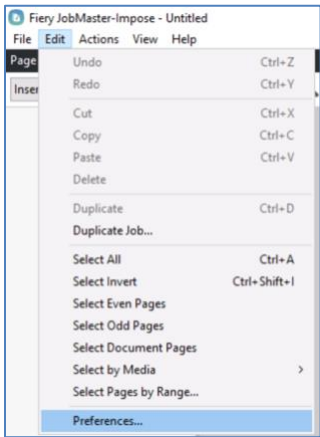 Fiery JobMaster-Impose - Untitled
File Edit Actions View Help
Page
Inser
Undo Ctrl+Z
Redo Ctrl+Y
Cut Ctrl+X
Copy Ctrl+C
Paste Ctrl+V
Delete
Duplicate Ctrl+D
Duplicate Job...
Select All Ctrl+A
Select Invert Ctrl+Shift+I
Select Even Pages
Select Odd Pages
Select Document Pages
Select by Media >
Select Pages by Range...
Preferences...